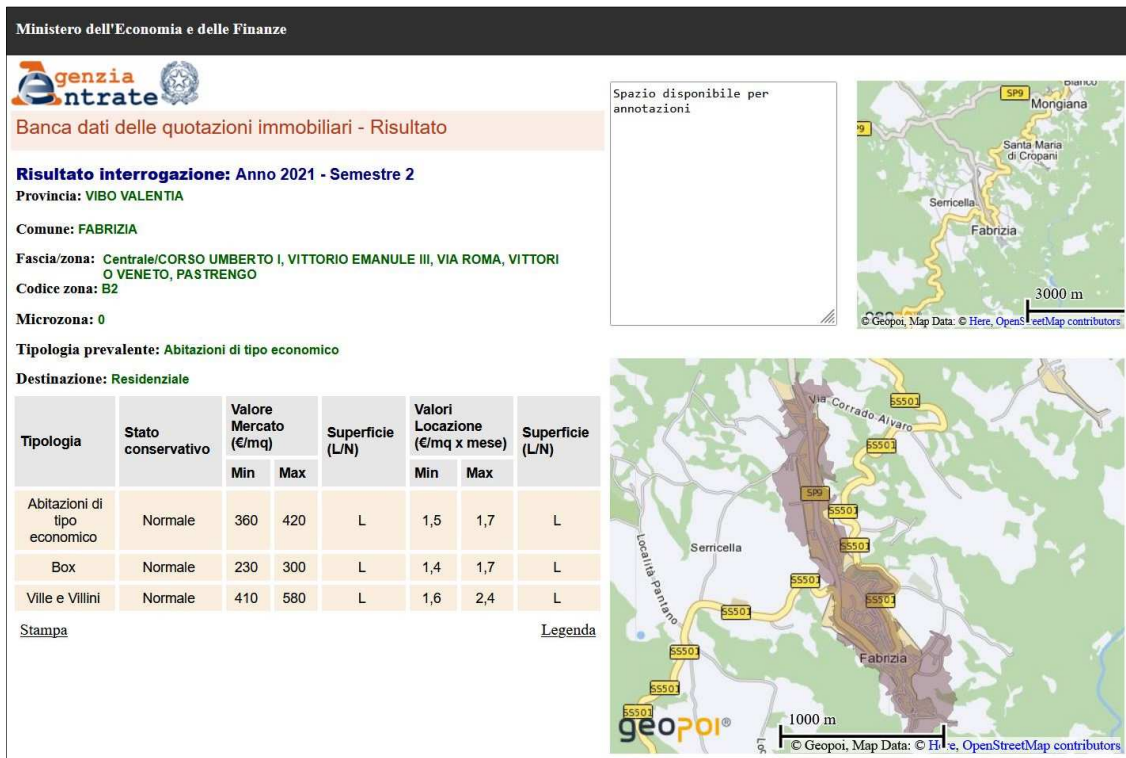 Ministero dell'Economia e delle Finanze
Agenzia
Entrate
Banca dati delle quotazioni immobiliari - Risultato
Risultato interrogazione: Anno 2021 - Semestre 2
Provincia: VIBO VALENTIA
Comune: FABRIZIA
Fascia/zona: Centrale/CORSO UMBERTO I, VITTORIO EMANULE III, VIA ROMA, VITTORI
O VENETO, PASTRENGO
Codice zona: B2
Microzona: 0
Tipologia prevalente: Abitazioni di tipo economico
Destinazione: Residenziale
Tipologia
Stato
conservativo
Valore
Mercato
(€/mq)
Superficie
(L/N)
Valori
Locazione
(€/mq x mese)
Superficie
(L/N)
Min Max Min Max
Abitazioni di
tipo
economico
Normale 360 420 L 1,5 1,7 L
Box Normale 230 300 L 1,4 1,7 L
Ville e Villini Normale 410 580 L 1,6 2,4 L
Stampa
Legenda
Spazio disponibile per
annotazioni
SP9
Mongiana
Santa Maria
di Cropani
Serricella
Fabrizia
3000 m
© Geopoi, Map Data: © Here, OpenStreetMap contributors
Via Corrado Alvaro
SS501
SS501
SP9
SS501
SS501
Serricella
Località Pantano
SS501
SS501
SS501
SS501
Fabrizia
SS501
SS501
geopoi®
1000 m
© Geopoi, Map Data: © Here, OpenStreetMap contributors